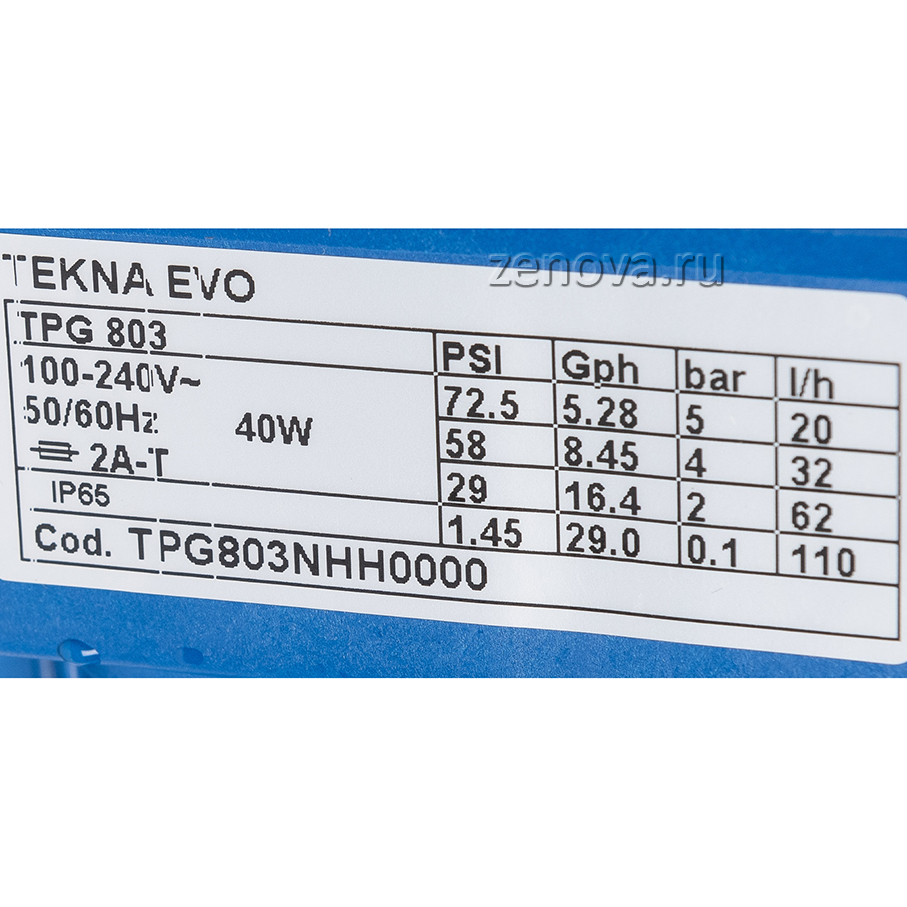 zenova.ru
TEKNA EVO
TPG 803
100-240V~
50/60Hz
2A-T
40W
IP65
PSI Gph bar l/h
72.5 5.28 5 20
58 8.45 4 32
29 16.4 2 62
1.45 29.0 0.1 110
Cod. TPG803NHH0000